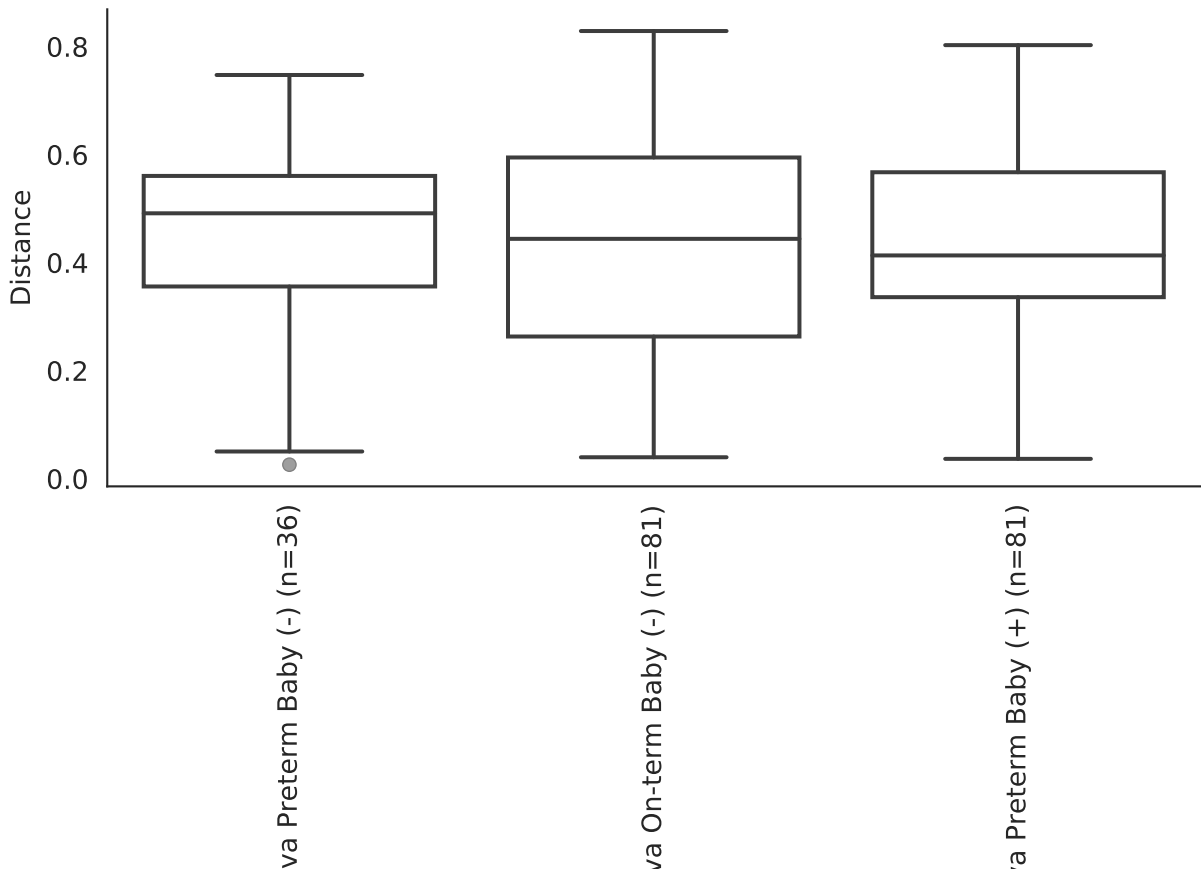 0.8
0.6
0.4
0.2
0.0
Distance
va Preterm Baby (-) (n=36)
va On-term Baby (-) (n=81)
va Preterm Baby (+) (n=81)